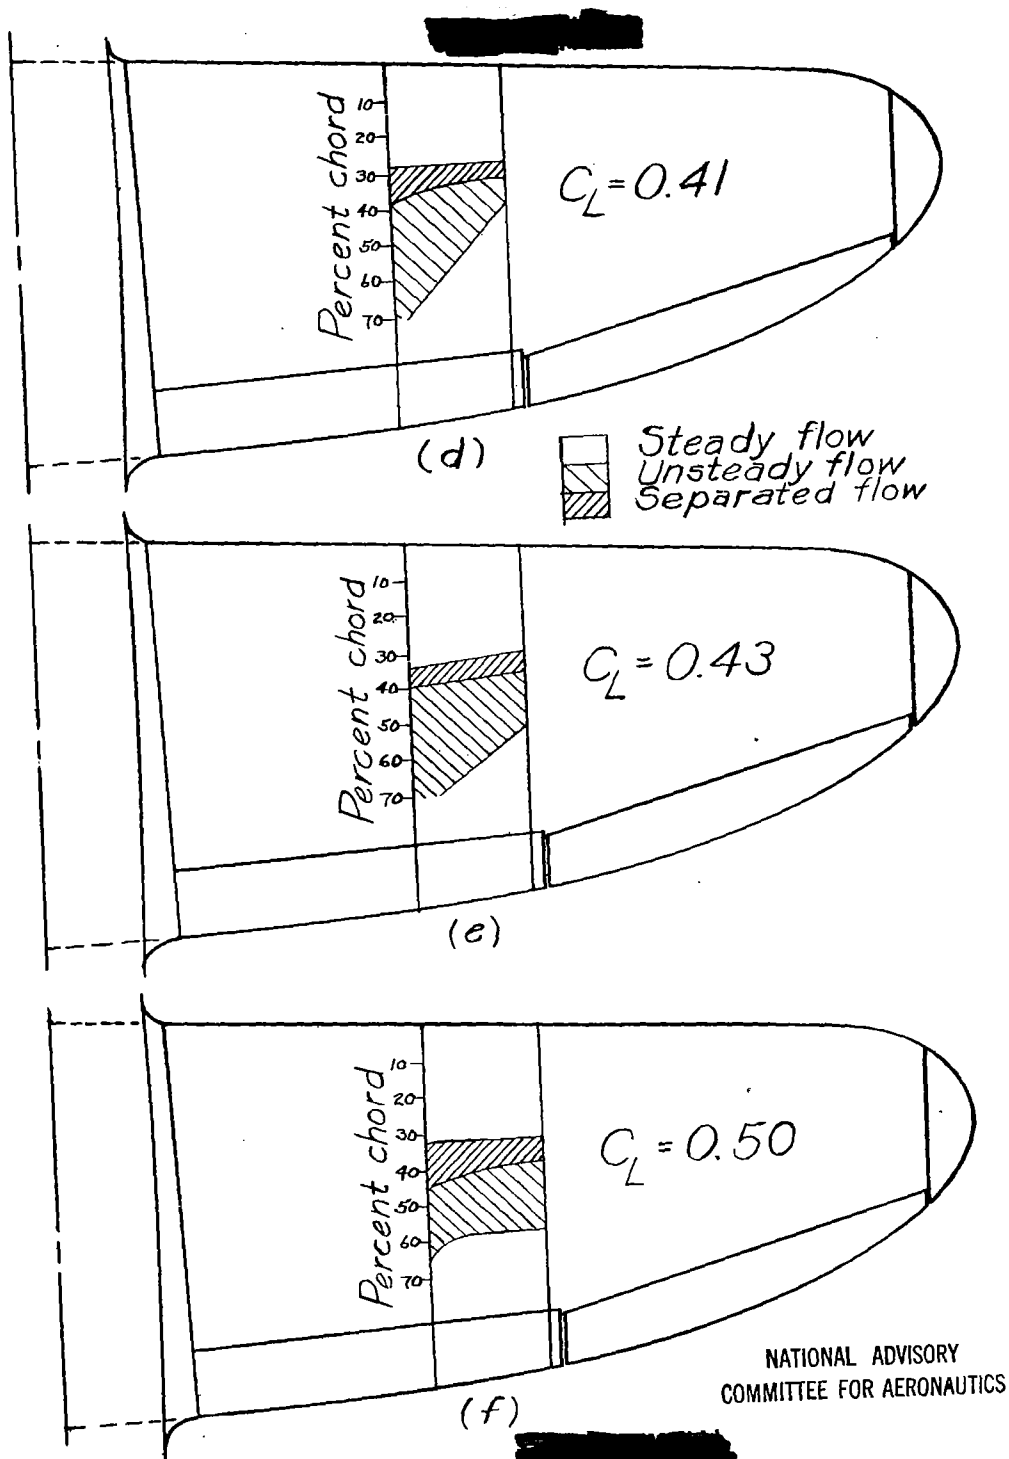 10
20
30
40
50
60
70
Percent chord
C_L = 0.41
(d)
Steady flow
Unsteady flow
Separated flow
10
20
30
40
50
60
70
Percent chord
C_L = 0.43
(e)
10
20
30
40
50
60
70
Percent chord
C_L = 0.50
(f)
NATIONAL ADVISORY
COMMITTEE FOR AERONAUTICS